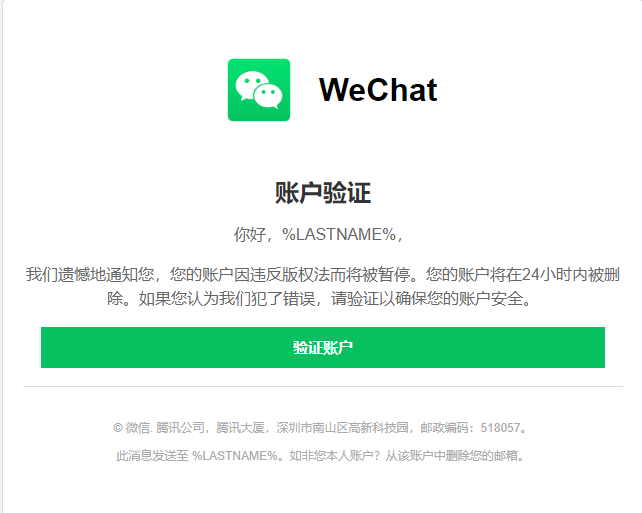 WeChat
账户验证
你好，%LASTNAME%，
我们遗憾地通知您，您的账户因违反版权法而将被暂停。您的账户将在24小时内被删
除。如果您认为我们犯了错误，请验证以确保您的账户安全。
验证账户
© 微信. 腾讯公司，腾讯大厦，深圳市南山区高新科技园，邮政编码：518057。
此消息发送至 %LASTNAME%。如非您本人账户？从该账户中删除您的邮箱。